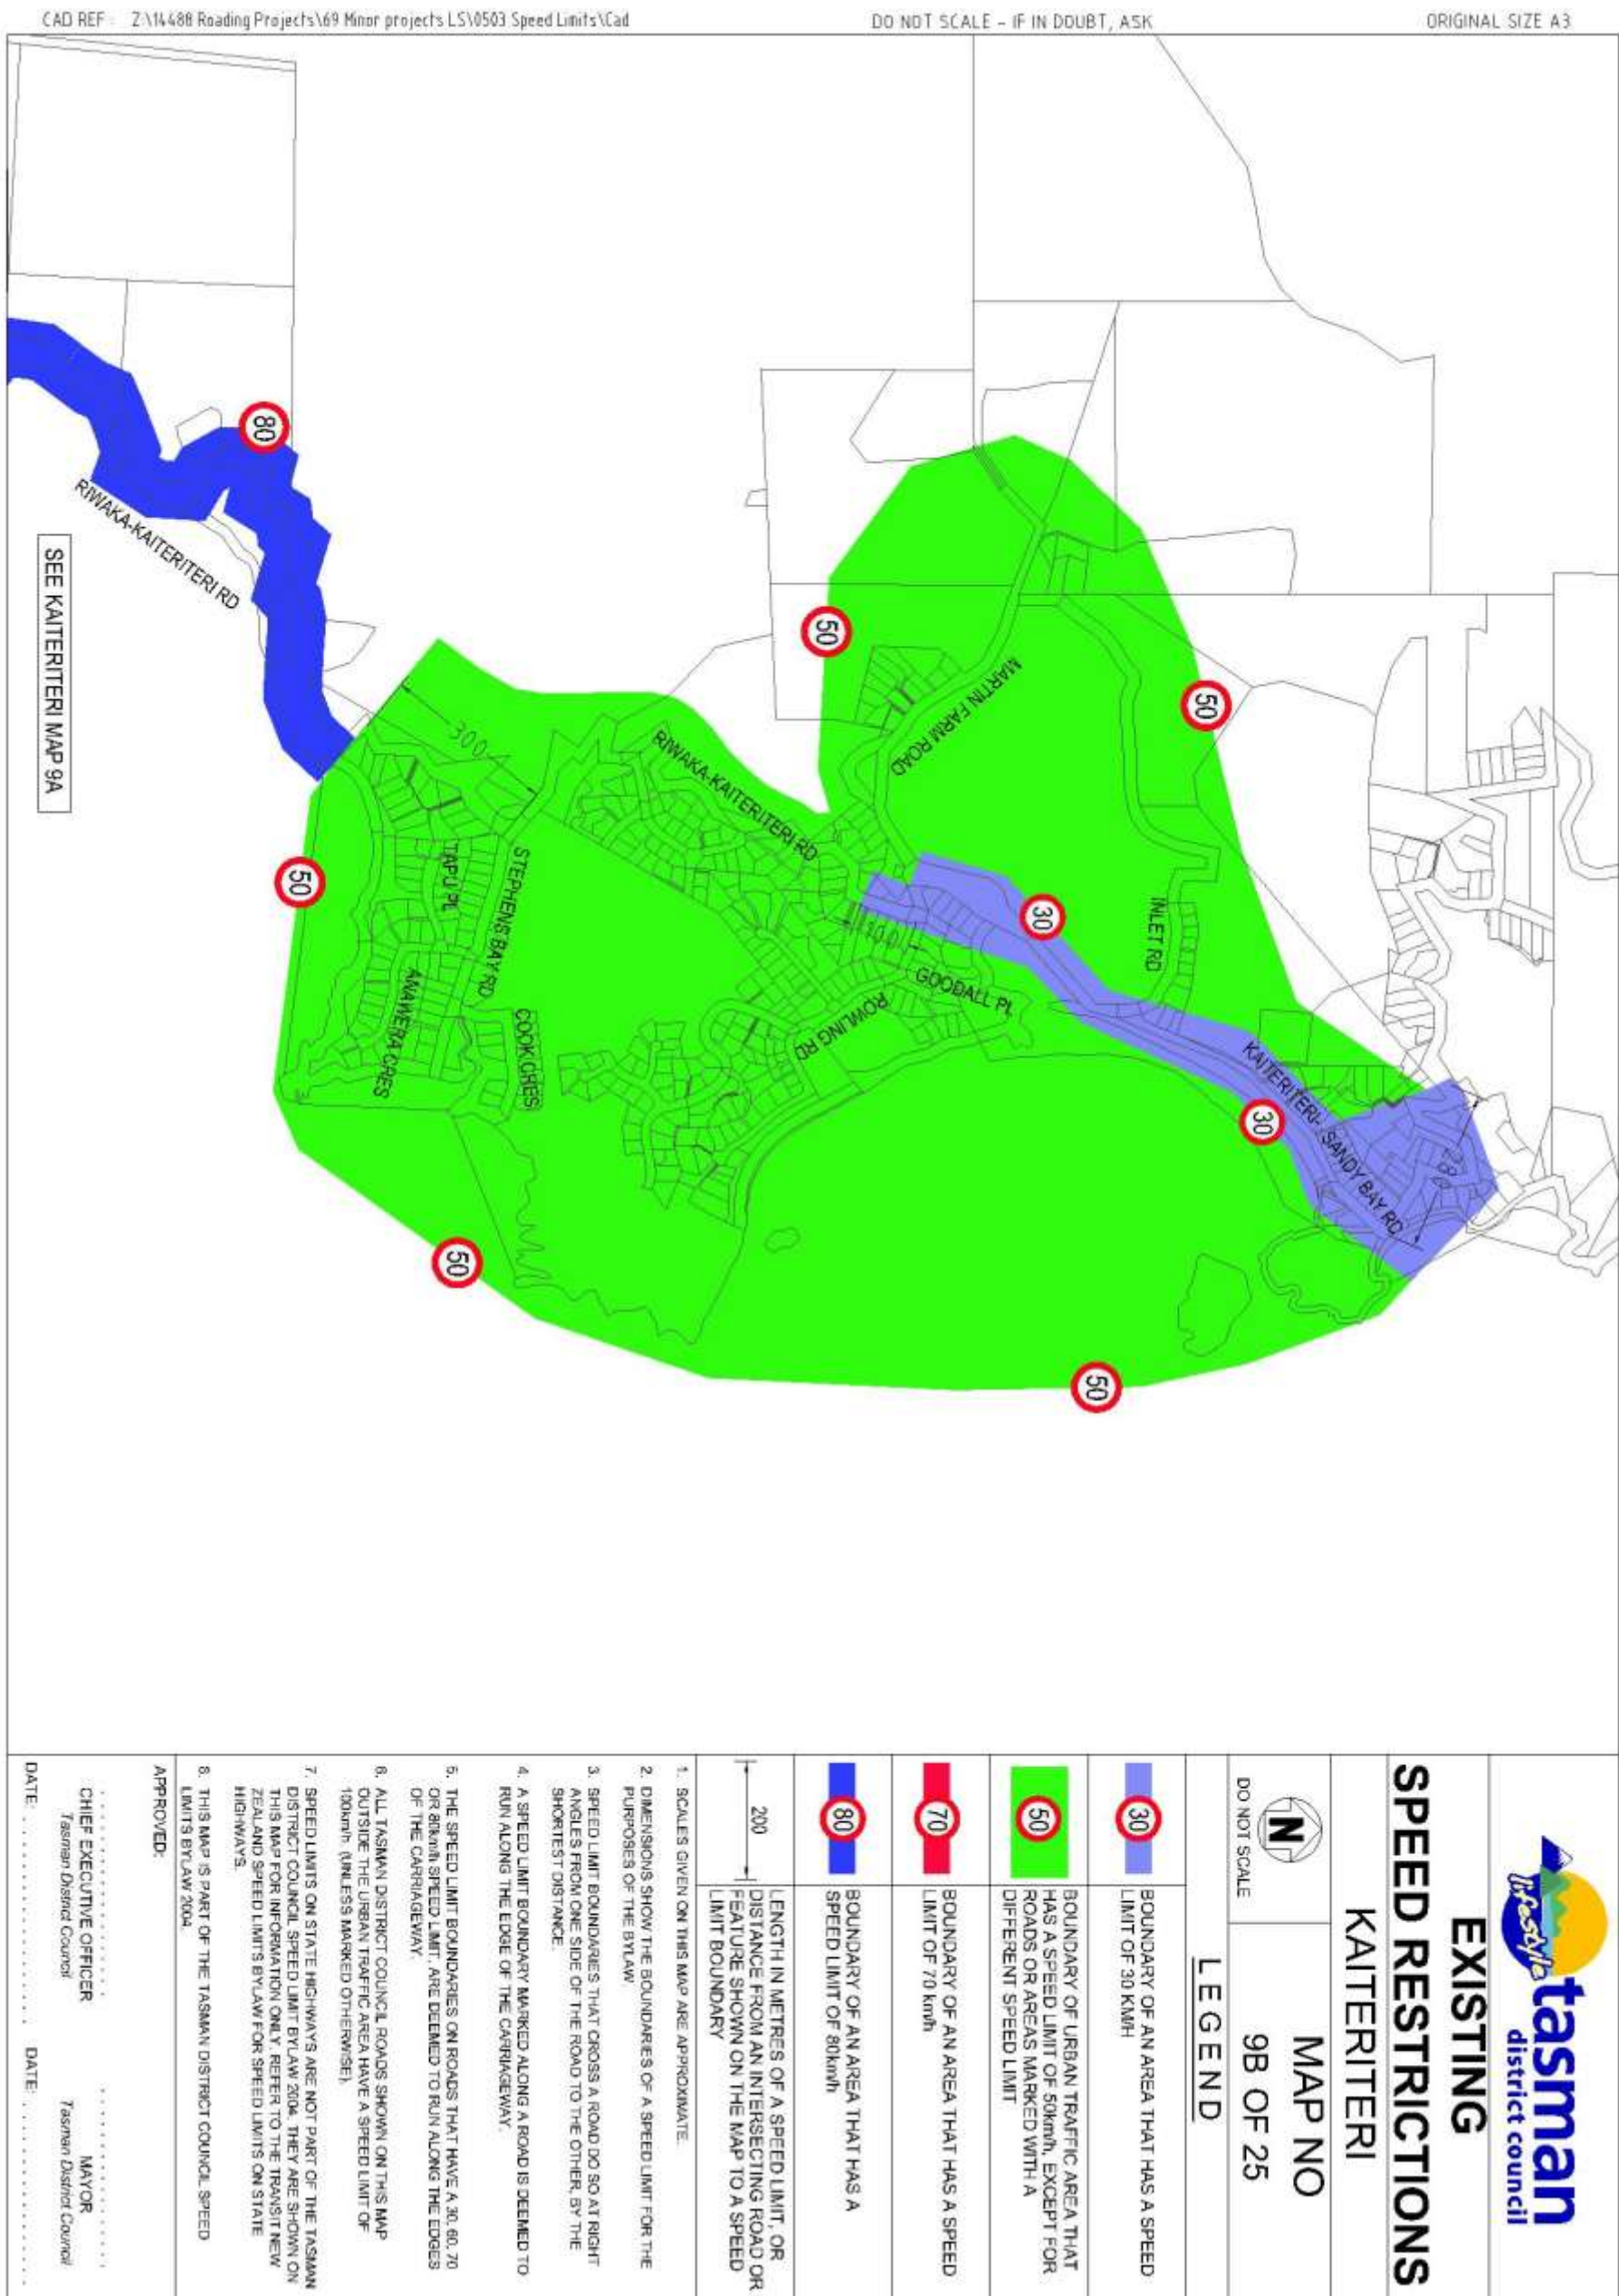 CAD REF : Z:\14488 Roading Projects\69 Minor projects LS\0503 Speed Limits\Cad
DO NOT SCALE - IF IN DOUBT, ASK
ORIGINAL SIZE A3
tasman
district council
lifestyle
EXISTING
SPEED RESTRICTIONS
KAITERITERI
N
DO NOT SCALE
MAP NO
9B OF 25
LEGEND
30
BOUNDARY OF AN AREA THAT HAS A SPEED
LIMIT OF 30 KM/H
50
BOUNDARY OF URBAN TRAFFIC AREA THAT
HAS A SPEED LIMIT OF 50km/h, EXCEPT FOR
ROADS OR AREAS MARKED WITH A
DIFFERENT SPEED LIMIT
70
BOUNDARY OF AN AREA THAT HAS A SPEED
LIMIT OF 70 km/h
80
BOUNDARY OF AN AREA THAT HAS A
SPEED LIMIT OF 80km/h
200
LENGTH IN METRES OF A SPEED LIMIT, OR
DISTANCE FROM AN INTERSECTING ROAD OR
FEATURE SHOWN ON THE MAP TO A SPEED
LIMIT BOUNDARY
1. SCALES GIVEN ON THIS MAP ARE APPROXIMATE.
2. DIMENSIONS SHOW THE BOUNDARIES OF A SPEED LIMIT FOR THE
PURPOSES OF THE BYLAW.
3. SPEED LIMIT BOUNDARIES THAT CROSS A ROAD DO SO AT RIGHT
ANGLES FROM ONE SIDE OF THE ROAD TO THE OTHER, BY THE
SHORTEST DISTANCE.
4. A SPEED LIMIT BOUNDARY MARKED ALONG A ROAD IS DEEMED TO
RUN ALONG THE EDGE OF THE CARRIAGEWAY.
5. THE SPEED LIMIT BOUNDARIES ON ROADS THAT HAVE A 30, 60, 70
OR 80km/h SPEED LIMIT, ARE DEEMED TO RUN ALONG THE EDGES
OF THE CARRIAGEWAY.
6. ALL TASMAN DISTRICT COUNCIL ROADS SHOWN ON THIS MAP
OUTSIDE THE URBAN TRAFFIC AREA HAVE A SPEED LIMIT OF
100km/h (UNLESS MARKED OTHERWISE).
7. SPEED LIMITS ON STATE HIGHWAYS ARE NOT PART OF THE TASMAN
DISTRICT COUNCIL SPEED LIMIT BYLAW 2004. THEY ARE SHOWN ON
THIS MAP FOR INFORMATION ONLY. REFER TO THE TRANSIT NEW
ZEALAND SPEED LIMITS BYLAW FOR SPEED LIMITS ON STATE
HIGHWAYS.
8. THIS MAP IS PART OF THE TASMAN DISTRICT COUNCIL SPEED
LIMITS BYLAW 2004.
APPROVED:
CHIEF EXECUTIVE OFFICER
Tasman District Council
MAYOR
Tasman District Council
DATE:
DATE:
50
INLET RD
KAITERITERI- SANDY BAY RD
30
30
50
MARTIN FARM ROAD
50
GOODALL PL
100
ROWLING RD
RIWAKA-KAITERITERI RD
STEPHENS BAY RD
COOK CRES
300
TAPU PL
ANAWERA CRES
50
50
80
RIWAKA-KAITERITERI RD
SEE KAITERITERI MAP 9A